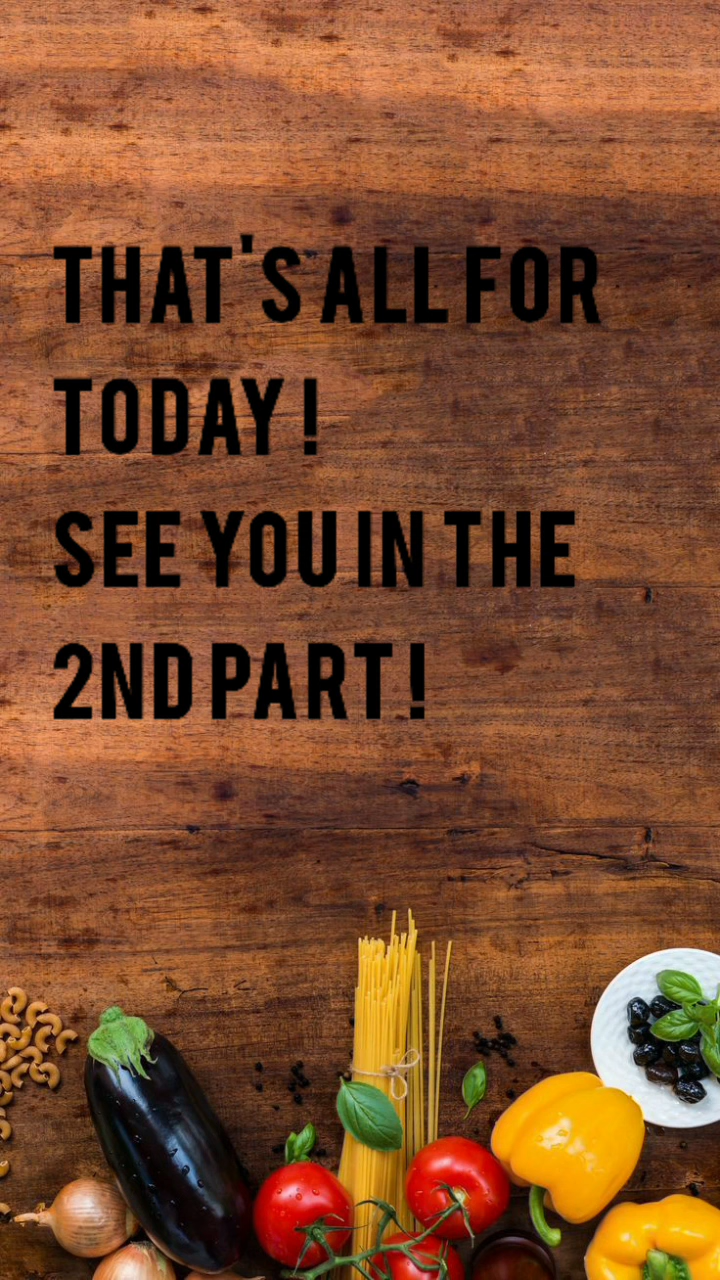 THAT'S ALL FOR
TODAY !
SEE YOU IN THE
2ND PART !